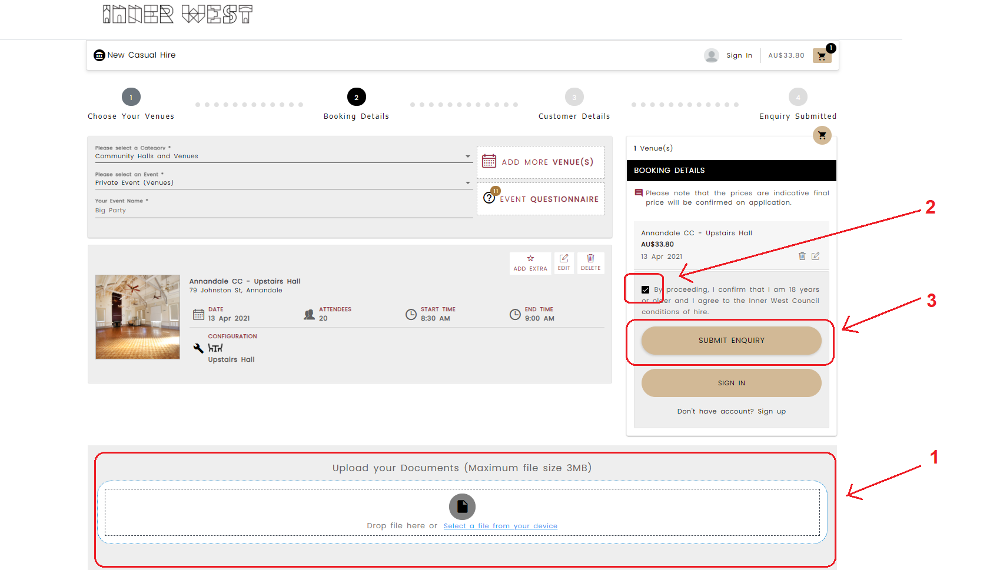 INNER WEST
New Casual Hire
Sign In
AU$33.80
1
1
2
3
4
Choose Your Venues
Booking Details
Customer Details
Enquiry Submitted
Please select a Category *
Community Halls and Venues
Please select an Event *
Private Event (Venues)
Your Event Name *
Big Party
ADD MORE VENUE(S)
11
EVENT QUESTIONNAIRE
ADD EXTRA
EDIT
DELETE
Annandale CC - Upstairs Hall
79 Johnston St, Annandale
DATE
13 Apr 2021
ATTENDEES
20
START TIME
8:30 AM
END TIME
9:00 AM
CONFIGURATION
Upstairs Hall
1 Venue(s)
BOOKING DETAILS
Please note that the prices are indicative final
price will be confirmed on application.
Annandale CC - Upstairs Hall
AU$33.80
13 Apr 2021
2
By proceeding, I confirm that I am 18 years
or older and I agree to the Inner West Council
conditions of hire.
3
SUBMIT ENQUIRY
SIGN IN
Don't have account? Sign up
1
Upload your Documents (Maximum file size 3MB)
Drop file here or Select a file from your device